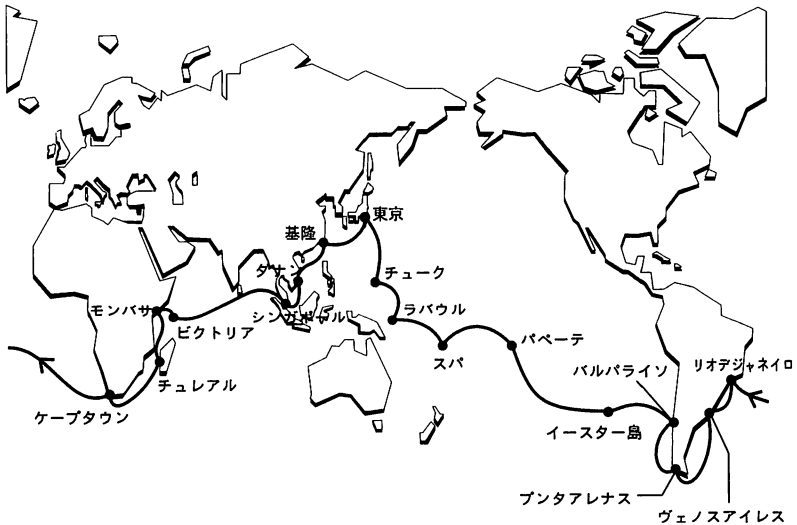 東京
基隆
ダナン
チューク
シンガポール
モンバサ
ラバウル
ビクトリア
パペーテ
スパ
バルパライソ
リオデジャネイロ
チュレアル
ケープタウン
イースター島
プンタアレナス
ヴェノスアイレス